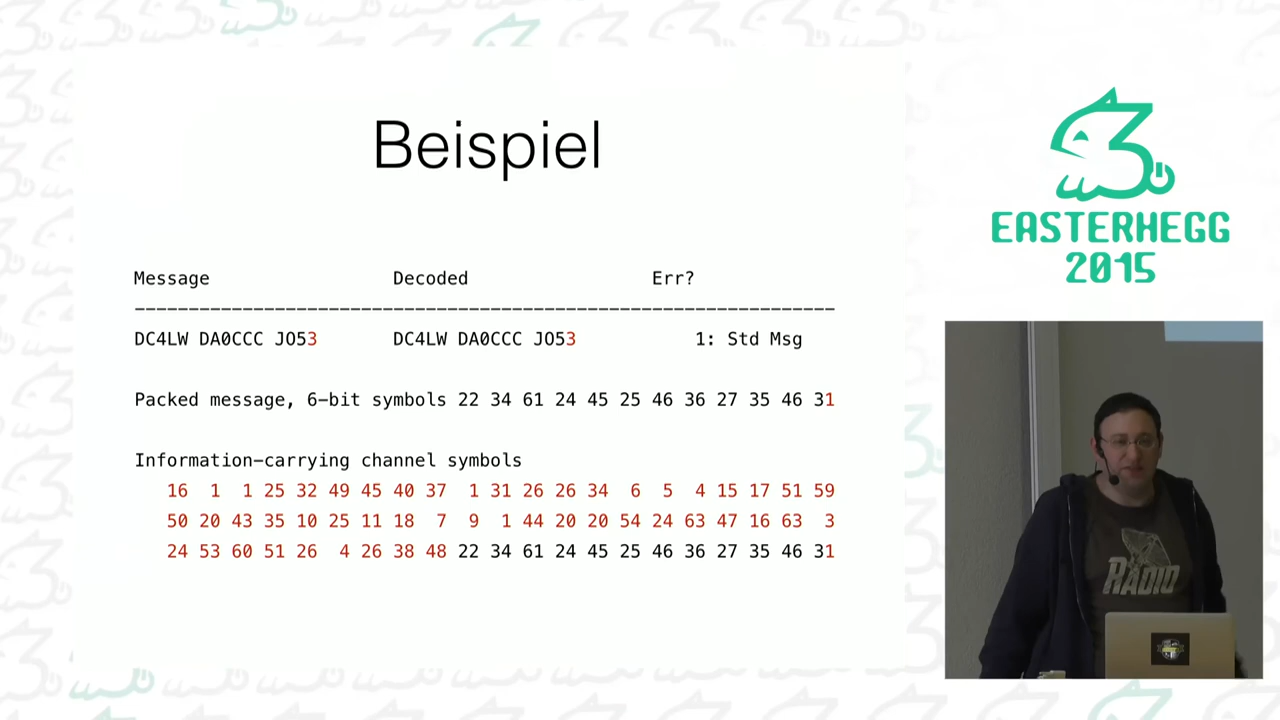 Beispiel
Message Decoded Err?
--------------------------------------------------------------
DC4LW DA0CCC JO53 DC4LW DA0CCC JO53 1: Std Msg
Packed message, 6-bit symbols 22 34 61 24 45 25 46 36 27 35 46 31
Information-carrying channel symbols
16 1 1 25 32 49 45 40 37 1 31 26 26 34 6 5 4 15 17 51 59
50 20 43 35 10 25 11 18 7 9 1 44 20 20 54 24 63 47 16 63 3
24 53 60 51 26 4 26 38 48 22 34 61 24 45 25 46 36 27 35 46 31
EASTERHEGG
2015
RADIO